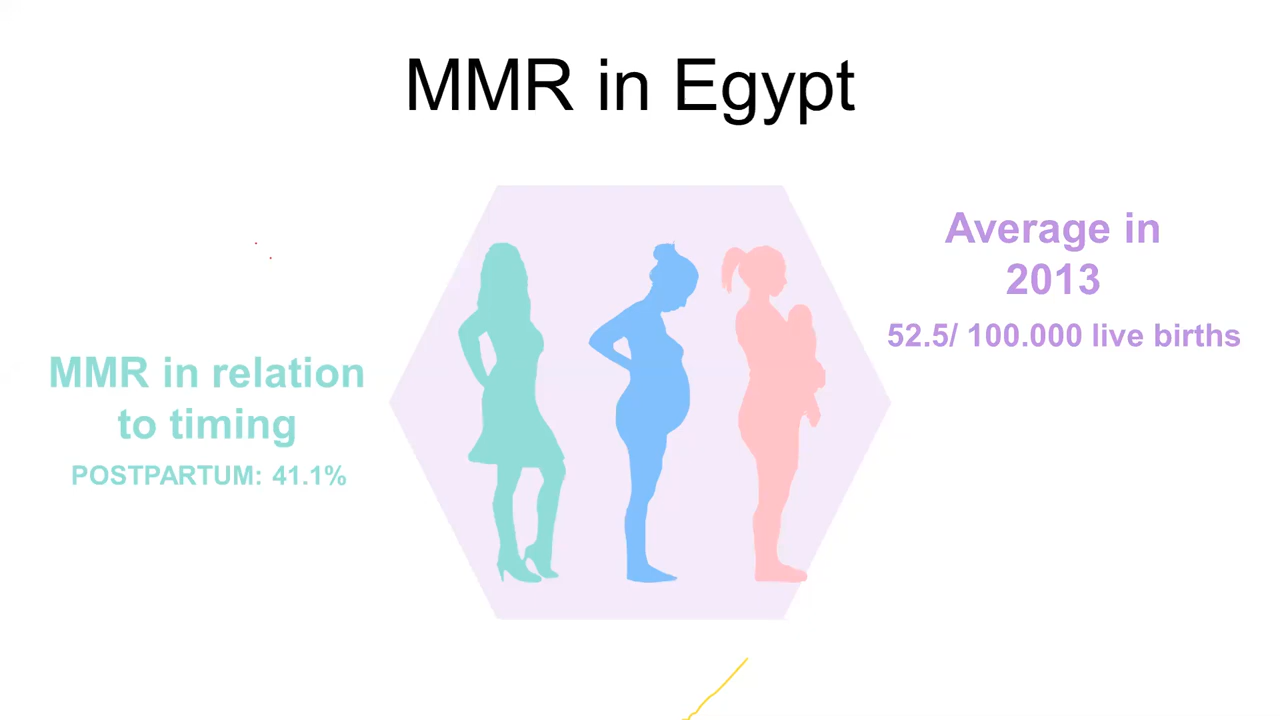 MMR in Egypt
MMR in relation
to timing
POSTPARTUM: 41.1%
Average in
2013
52.5/ 100.000 live births